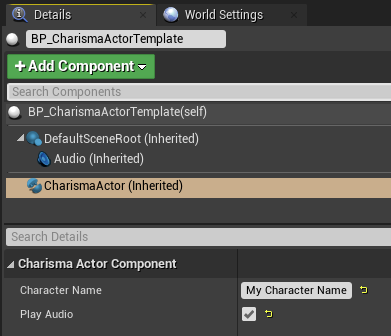 Details
World Settings
BP_CharismaActorTemplate
+ Add Component
Search Components
BP_CharismaActorTemplate(self)
DefaultSceneRoot (Inherited)
Audio (Inherited)
CharismaActor (Inherited)
Search Details
Charisma Actor Component
Character Name My Character Name
Play Audio